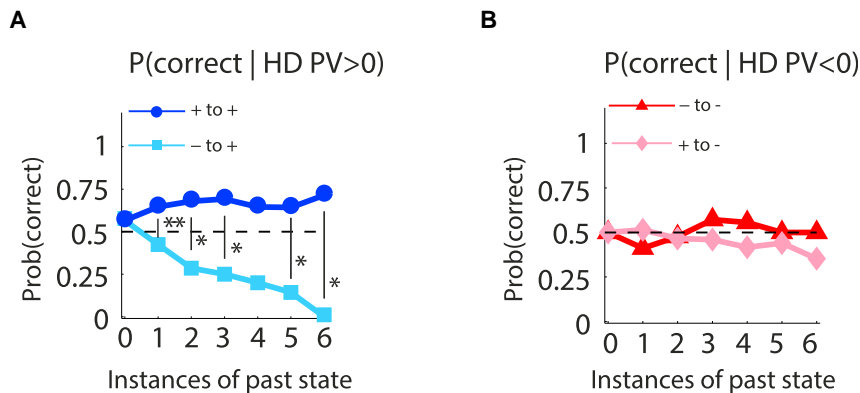 A
P(correct | HD PV>0)
+ to +
− to +
Prob(correct)
1
0.75
0.5
0.25
0
**
*
*
*
*
0 1 2 3 4 5 6
Instances of past state
B
P(correct | HD PV<0)
− to -
+ to -
Prob(correct)
1
0.75
0.5
0.25
0
0 1 2 3 4 5 6
Instances of past state